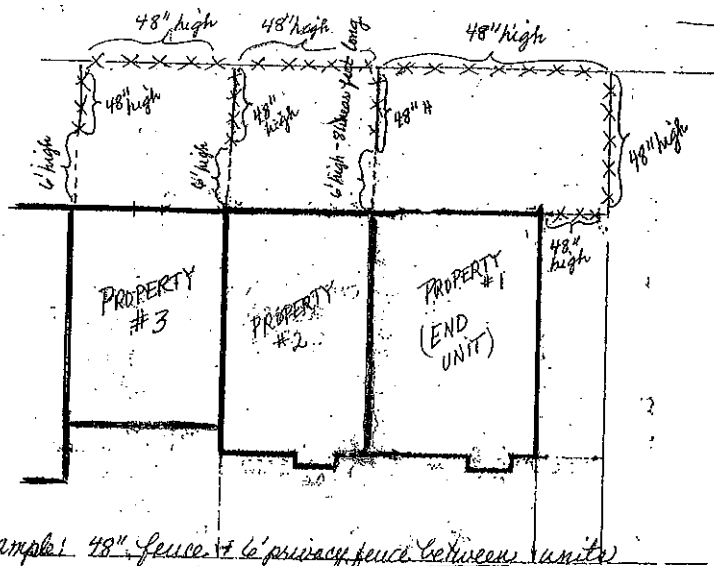 48" high
48" high
48" high
48" high
6' high
48" high
6' high
6' high - 8 linear feet long
48" H
48" high
48" high
PROPERTY
#3
PROPERTY
#2
PROPERTY
#1
(END
UNIT)
ample: 48" fence + 6' privacy fence between units